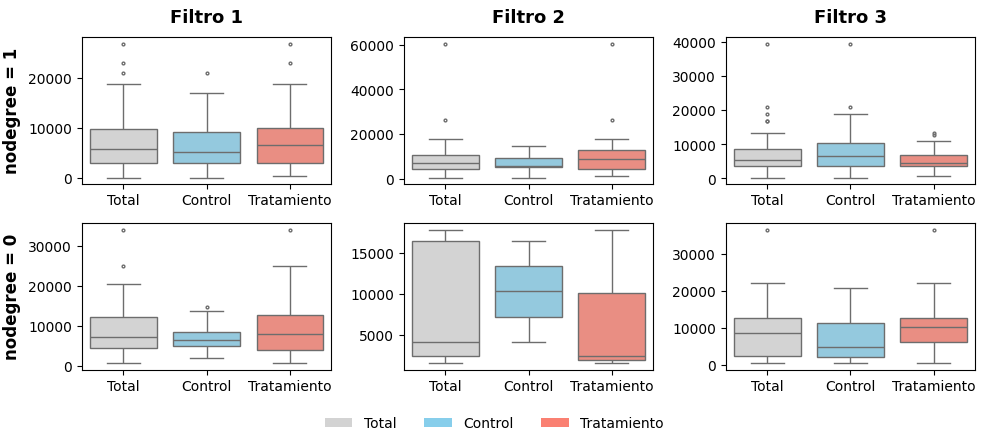 Filtro 1 Filtro 2 Filtro 3
nodegree = 1
20000
10000
0
Total Control Tratamiento
60000
40000
20000
0
Total Control Tratamiento
40000
30000
20000
10000
0
Total Control Tratamiento
nodegree = 0
30000
20000
10000
0
Total Control Tratamiento
15000
10000
5000
Total Control Tratamiento
30000
20000
10000
0
Total Control Tratamiento
Total Control Tratamiento